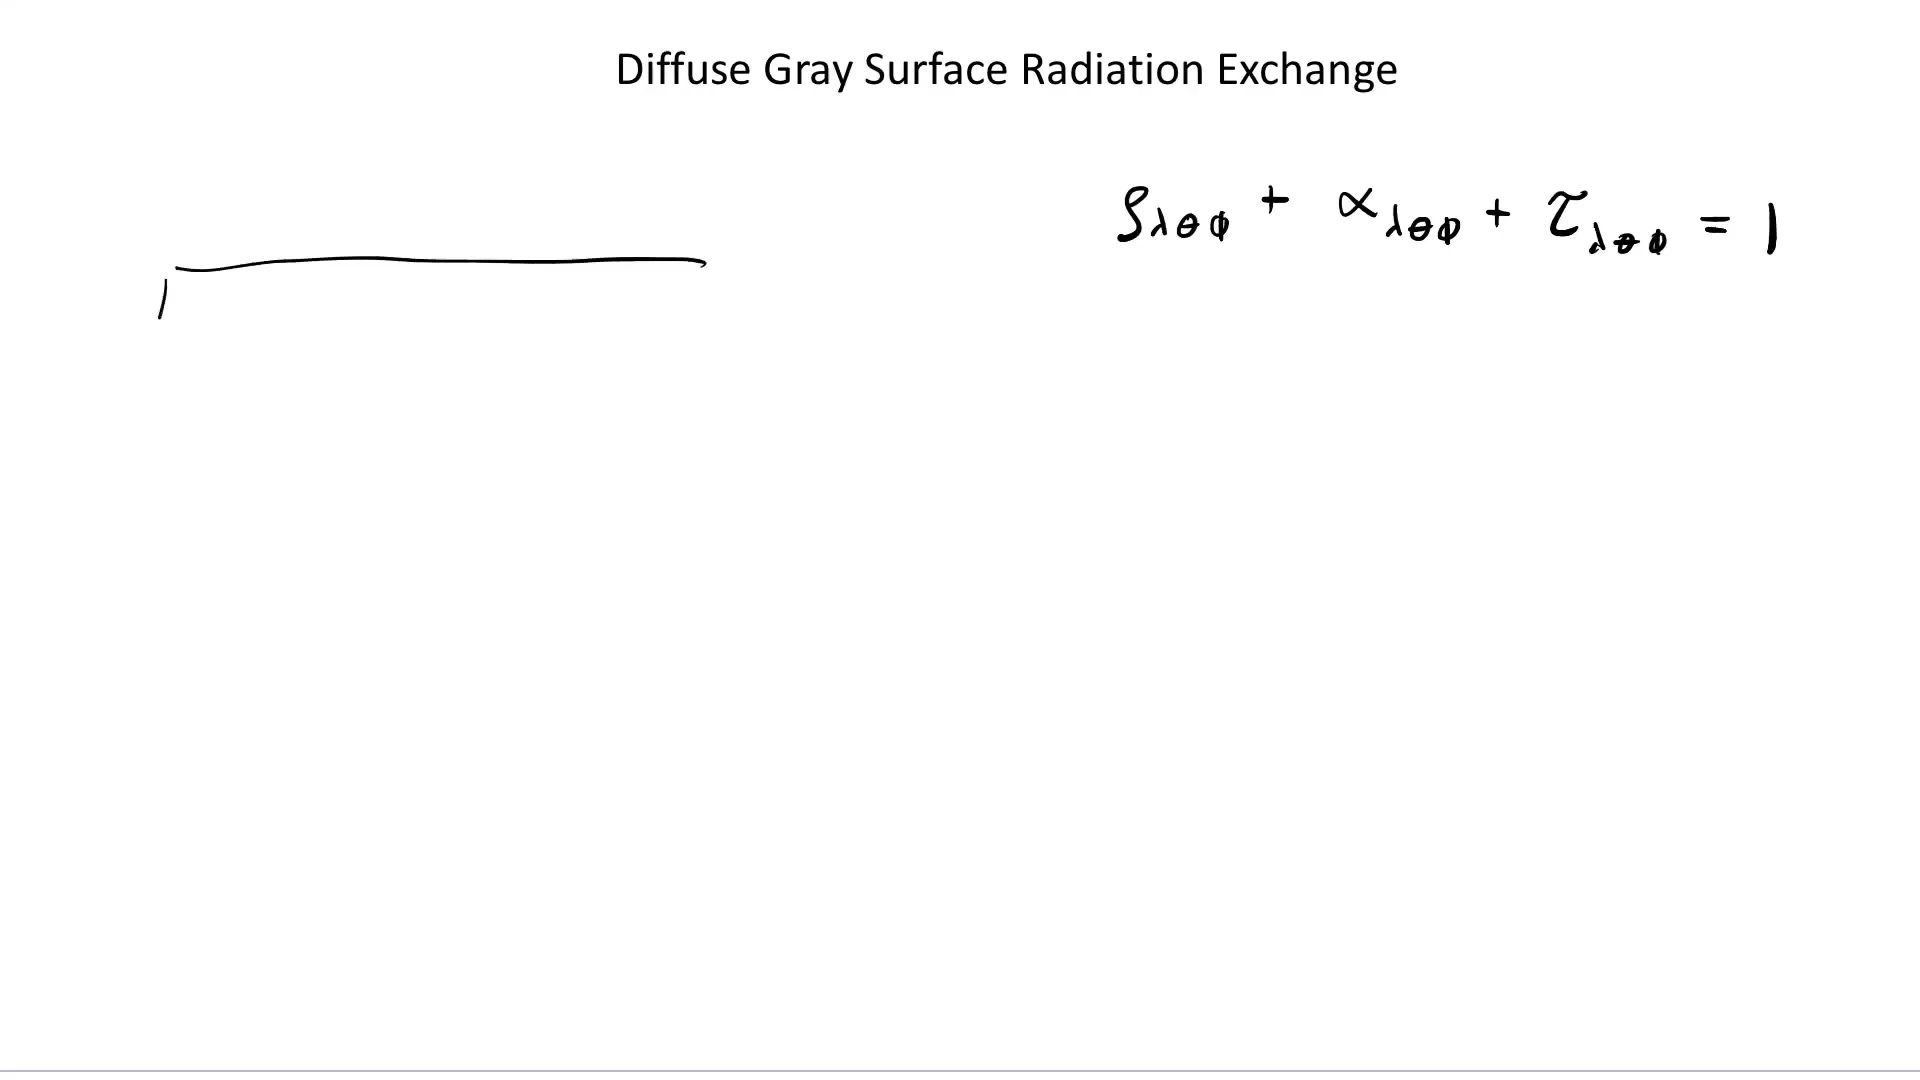 Diffuse Gray Surface Radiation Exchange
ρλθφ + αλθφ + τλθφ = 1